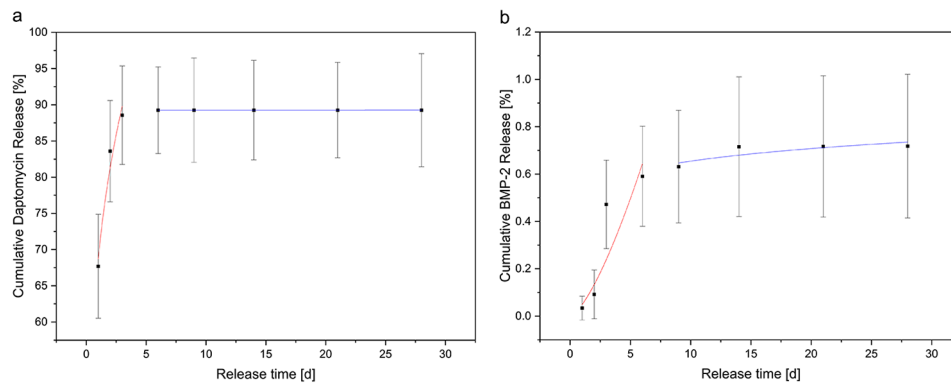 a
Cumulative Daptomycin Release [%]
100
95
90
85
80
75
70
65
60
0 5 10 15 20 25 30
Release time [d]
b
Cumulative BMP-2 Release [%]
1.2
1.0
0.8
0.6
0.4
0.2
0.0
0 5 10 15 20 25 30
Release time [d]